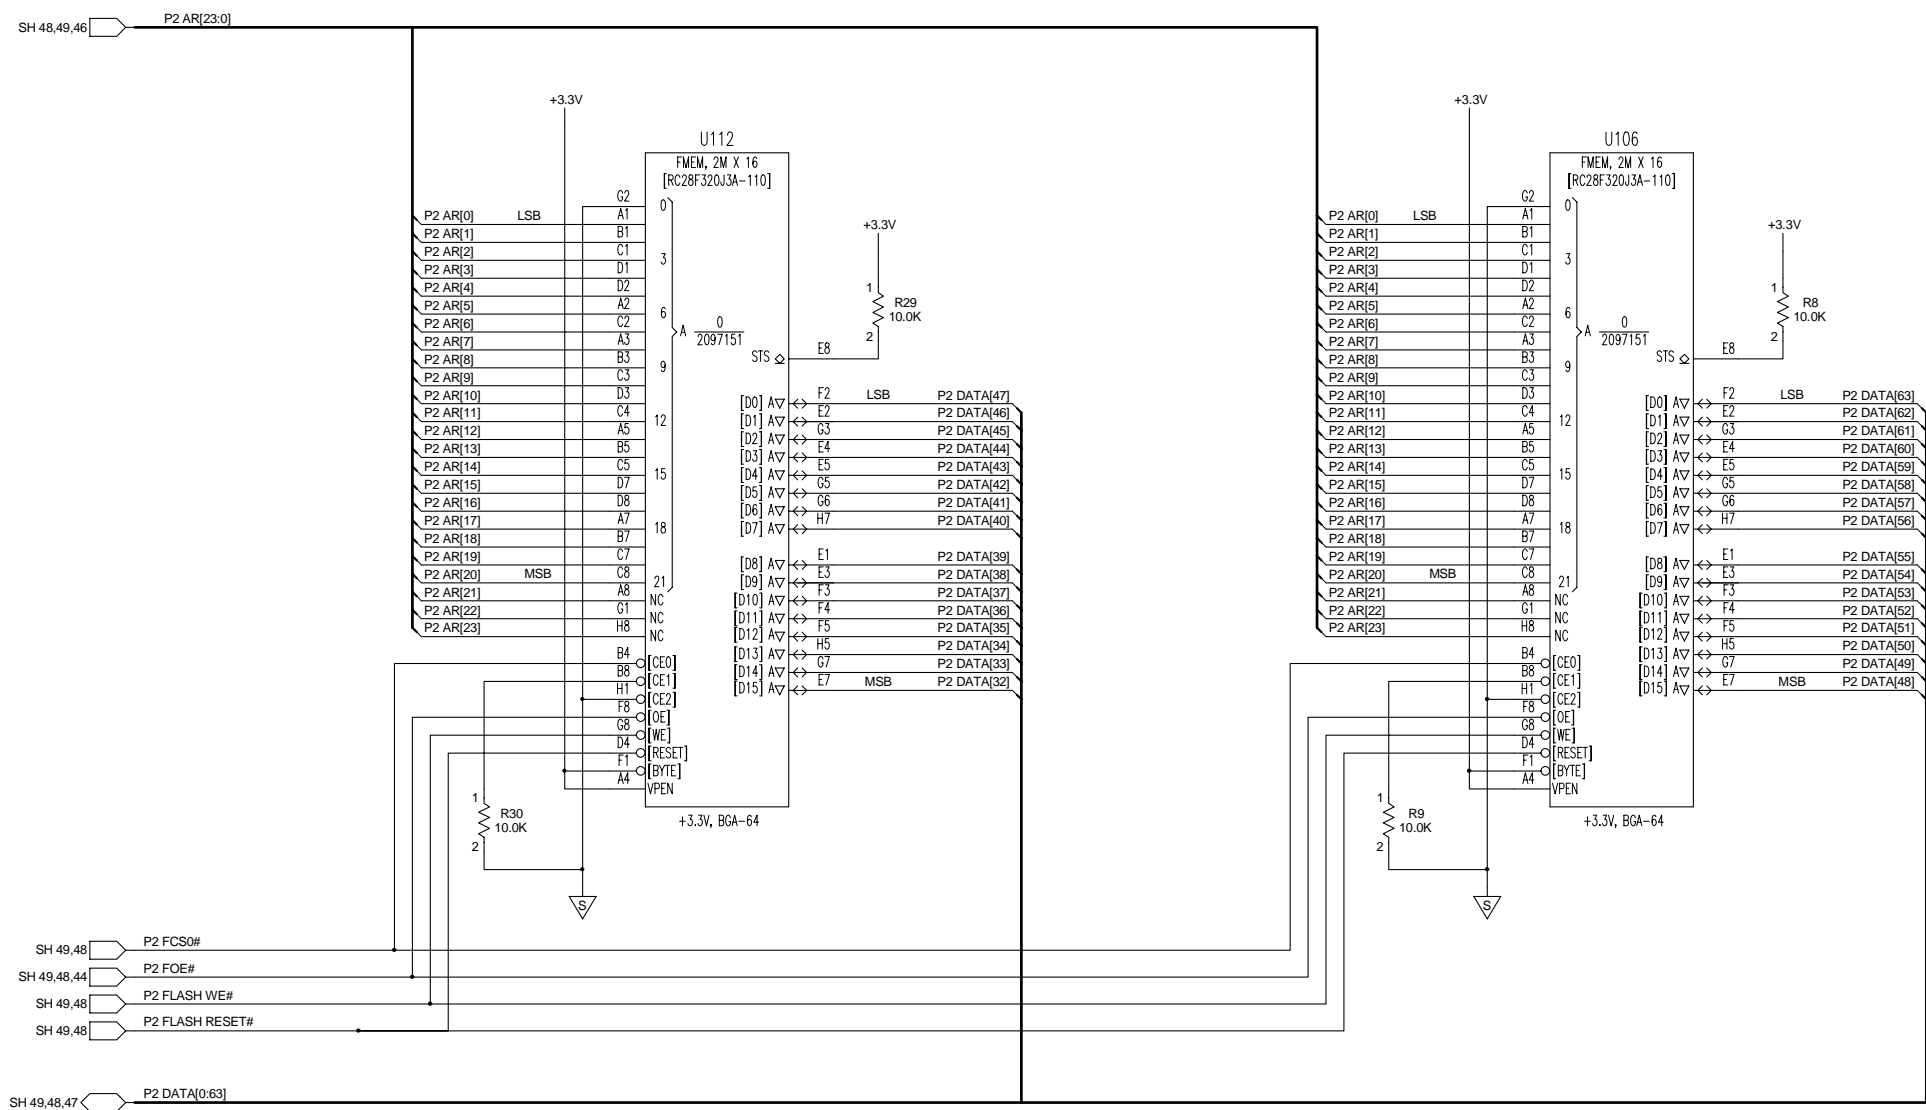 SH 48,49,46
P2 AR[23:0]
+3.3V
U112
FMEM, 2M X 16
[RC28F320J3A-110]
G2
0
P2 AR[0] LSB A1
P2 AR[1] B1
P2 AR[2] C1 3
P2 AR[3] D1
P2 AR[4] D2
P2 AR[5] A2 6
P2 AR[6] C2
P2 AR[7] A3
P2 AR[8] B3 9
P2 AR[9] C3
P2 AR[10] D3
P2 AR[11] C4 12
P2 AR[12] A5
P2 AR[13] B5
P2 AR[14] C5 15
P2 AR[15] D7
P2 AR[16] D8
P2 AR[17] A7 18
P2 AR[18] B7
P2 AR[19] C7
P2 AR[20] MSB C8 21
P2 AR[21] A8 NC
P2 AR[22] G1 NC
P2 AR[23] H8 NC
A 0
2097151
B4 [CE0]
B8 [CE1]
H1 [CE2]
F8 [OE]
G8 [WE]
D4 [RESET]
F1 [BYTE]
A4 VPEN
+3.3V
1
R29
10.0K
2
STS E8
[D0] A F2 LSB P2 DATA[47]
[D1] A E2 P2 DATA[46]
[D2] A G3 P2 DATA[45]
[D3] A E4 P2 DATA[44]
[D4] A E5 P2 DATA[43]
[D5] A G5 P2 DATA[42]
[D6] A G6 P2 DATA[41]
[D7] A H7 P2 DATA[40]
[D8] A E1 P2 DATA[39]
[D9] A E3 P2 DATA[38]
[D10] A F3 P2 DATA[37]
[D11] A F4 P2 DATA[36]
[D12] A F5 P2 DATA[35]
[D13] A H5 P2 DATA[34]
[D14] A G7 P2 DATA[33]
[D15] A E7 MSB P2 DATA[32]
+3.3V, BGA-64
1
R30
10.0K
2
S
+3.3V
U106
FMEM, 2M X 16
[RC28F320J3A-110]
G2
0
P2 AR[0] LSB A1
P2 AR[1] B1
P2 AR[2] C1 3
P2 AR[3] D1
P2 AR[4] D2
P2 AR[5] A2 6
P2 AR[6] C2
P2 AR[7] A3
P2 AR[8] B3 9
P2 AR[9] C3
P2 AR[10] D3
P2 AR[11] C4 12
P2 AR[12] A5
P2 AR[13] B5
P2 AR[14] C5 15
P2 AR[15] D7
P2 AR[16] D8
P2 AR[17] A7 18
P2 AR[18] B7
P2 AR[19] C7
P2 AR[20] MSB C8 21
P2 AR[21] A8 NC
P2 AR[22] G1 NC
P2 AR[23] H8 NC
A 0
2097151
B4 [CE0]
B8 [CE1]
H1 [CE2]
F8 [OE]
G8 [WE]
D4 [RESET]
F1 [BYTE]
A4 VPEN
+3.3V
1
R8
10.0K
2
STS E8
[D0] A F2 LSB P2 DATA[63]
[D1] A E2 P2 DATA[62]
[D2] A G3 P2 DATA[61]
[D3] A E4 P2 DATA[60]
[D4] A E5 P2 DATA[59]
[D5] A G5 P2 DATA[58]
[D6] A G6 P2 DATA[57]
[D7] A H7 P2 DATA[56]
[D8] A E1 P2 DATA[55]
[D9] A E3 P2 DATA[54]
[D10] A F3 P2 DATA[53]
[D11] A F4 P2 DATA[52]
[D12] A F5 P2 DATA[51]
[D13] A H5 P2 DATA[50]
[D14] A G7 P2 DATA[49]
[D15] A E7 MSB P2 DATA[48]
+3.3V, BGA-64
1
R9
10.0K
2
S
SH 49,48 P2 FCS0#
SH 49,48,44 P2 FOE#
SH 49,48 P2 FLASH WE#
SH 49,48 P2 FLASH RESET#
SH 49,48,47 P2 DATA[0:63]